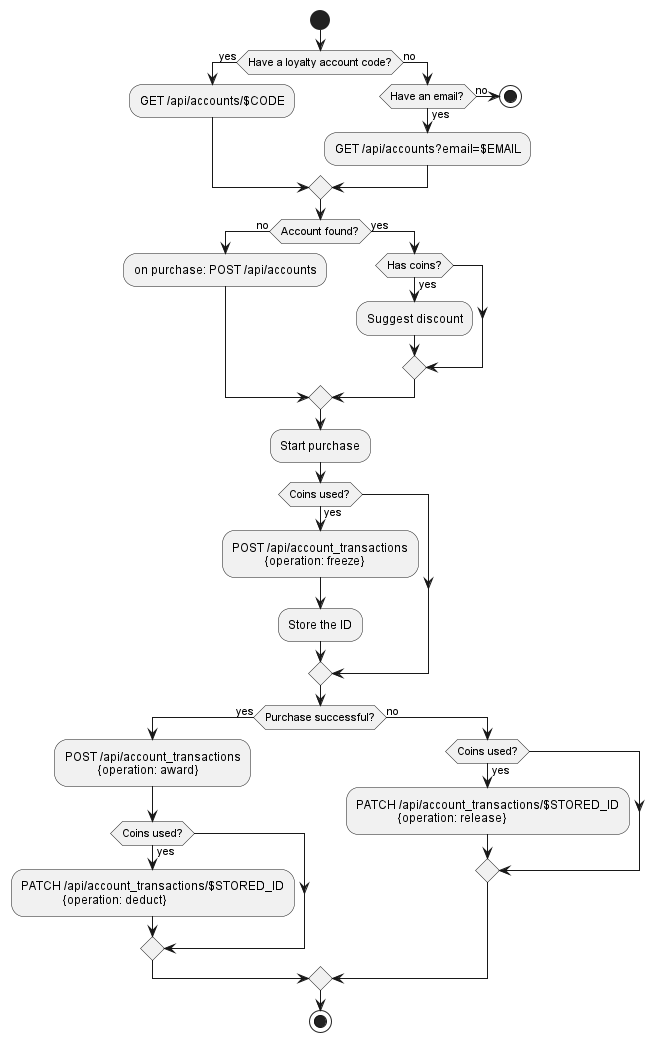 Have a loyalty account code?
yes
no
GET /api/accounts/$CODE
Have an email?
no
yes
GET /api/accounts?email=$EMAIL
Account found?
no
yes
on purchase: POST /api/accounts
Has coins?
yes
Suggest discount
Start purchase
Coins used?
yes
POST /api/account_transactions
{operation: freeze}
Store the ID
Purchase successful?
yes
no
POST /api/account_transactions
{operation: award}
Coins used?
yes
PATCH /api/account_transactions/$STORED_ID
{operation: deduct}
Coins used?
yes
PATCH /api/account_transactions/$STORED_ID
{operation: release}